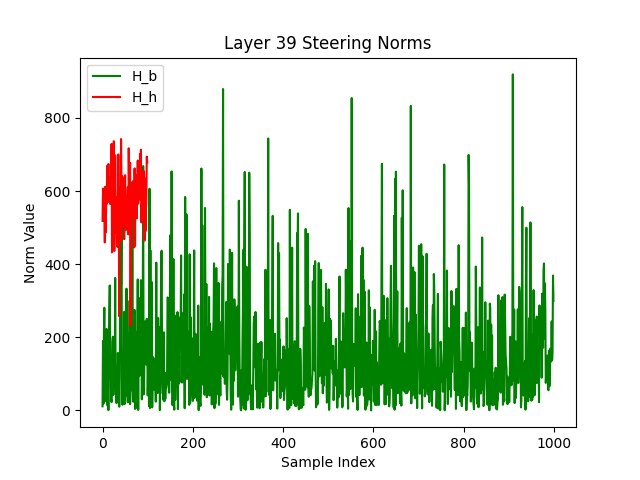 Layer 39 Steering Norms
H_b
H_h
Norm Value
800
600
400
200
0
0 200 400 600 800 1000
Sample Index